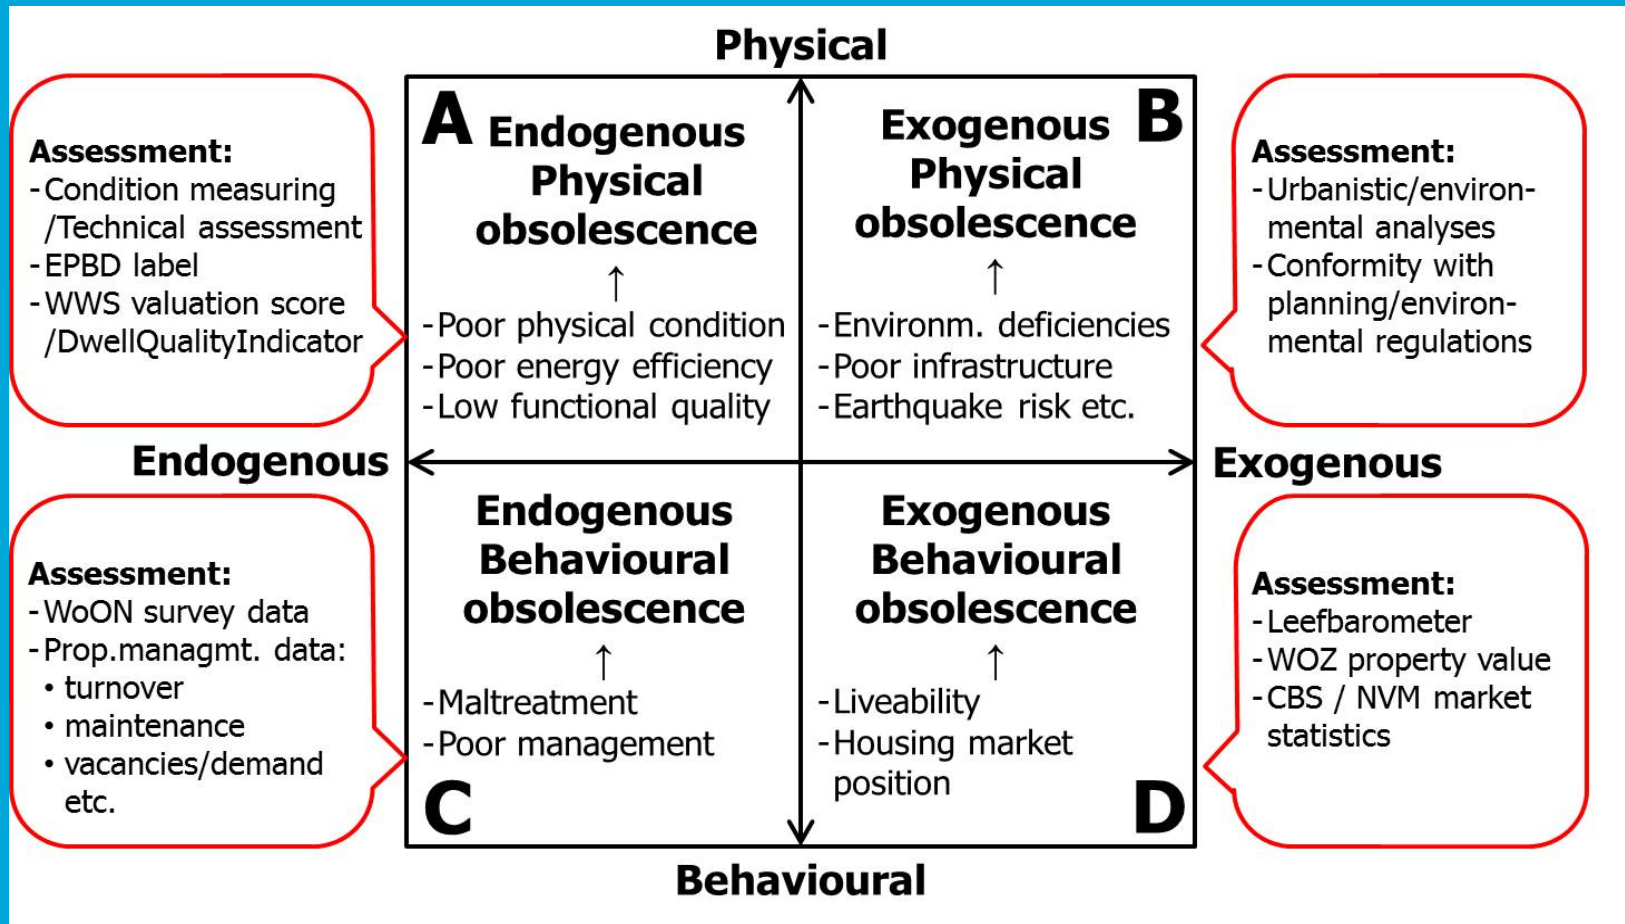 Physical
Assessment:
-Condition measuring
/Technical assessment
-EPBD label
-WWS valuation score
/DwellQualityIndicator
A
Endogenous
Physical
obsolescence
↑
-Poor physical condition
-Poor energy efficiency
-Low functional quality
B
Exogenous
Physical
obsolescence
↑
-Environm. deficiencies
-Poor infrastructure
-Earthquake risk etc.
Assessment:
-Urbanistic/environ-
mental analyses
-Conformity with
planning/environ-
mental regulations
Endogenous
Exogenous
Assessment:
-WoON survey data
-Prop.managmt. data:
• turnover
• maintenance
• vacancies/demand
etc.
Endogenous
Behavioural
obsolescence
↑
-Maltreatment
-Poor management
C
Exogenous
Behavioural
obsolescence
↑
-Liveability
-Housing market
position
D
Assessment:
-Leefbarometer
-WOZ property value
-CBS / NVM market
statistics
Behavioural